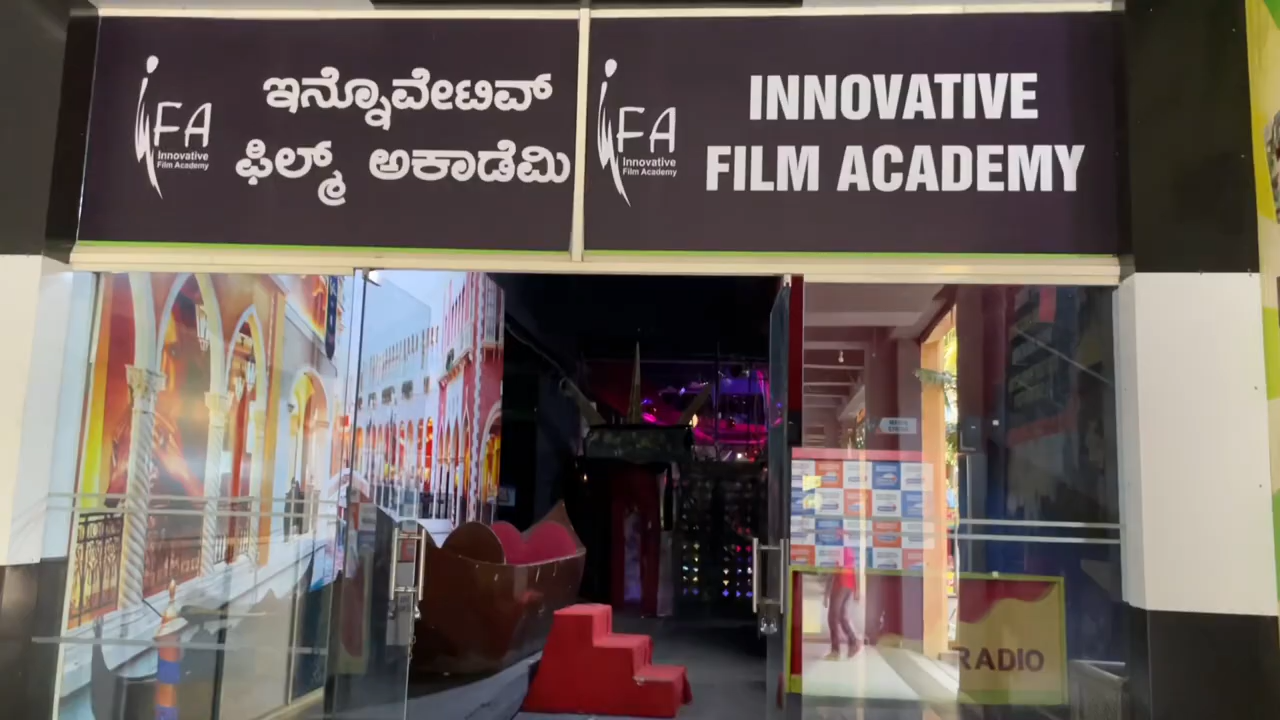 iFA
Innovative
Film Academy
ಇನ್ನೊವೇಟಿವ್
ಫಿಲ್ಮ್ ಅಕಾಡೆಮಿ
iFA
Innovative
Film Academy
INNOVATIVE
FILM ACADEMY
RADIO